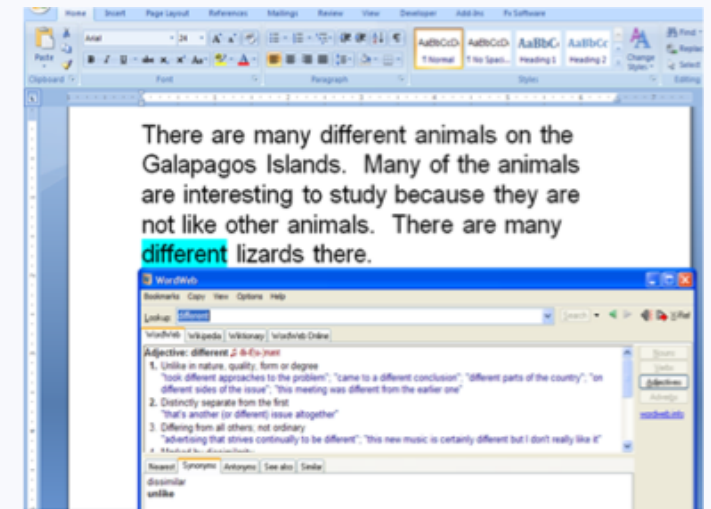 Home Insert Page Layout References Mailings Review View Developer Add-Ins
Arial 24
Paste
B I U abc
AaBbCcDc AaBbCcDc AaBbC AaBbCc
¶ Normal ¶ No Spaci... Heading 1 Heading 2
Change Styles
Find
Replac
Select
Clipboard Font Paragraph Styles Editing
There are many different animals on the
Galapagos Islands. Many of the animals
are interesting to study because they are
not like other animals. There are many
different lizards there.
WordWeb
Bookmarks Copy View Options Help
Lookup: different Search
WordWeb Wikipedia Wiktionary WordWeb Online
Adjective: different
1. Unlike in nature, quality, form or degree
"took different approaches to the problem"; "came to a different conclusion"; "different parts of the country"; "on
different sides of the issue"; "this meeting was different from the earlier one"
2. Distinctly separate from the first
"that's another (or different) issue altogether"
3. Differing from all others; not ordinary
"advertising that strives continually to be different"; "this new music is certainly different but I don't really like it"
4. Marked by dissimilarity
Nouns
Verbs
Adjectives
Adverbs
wordweb.info
Nearest Synonyms Antonyms See also Similar
dissimilar
unlike